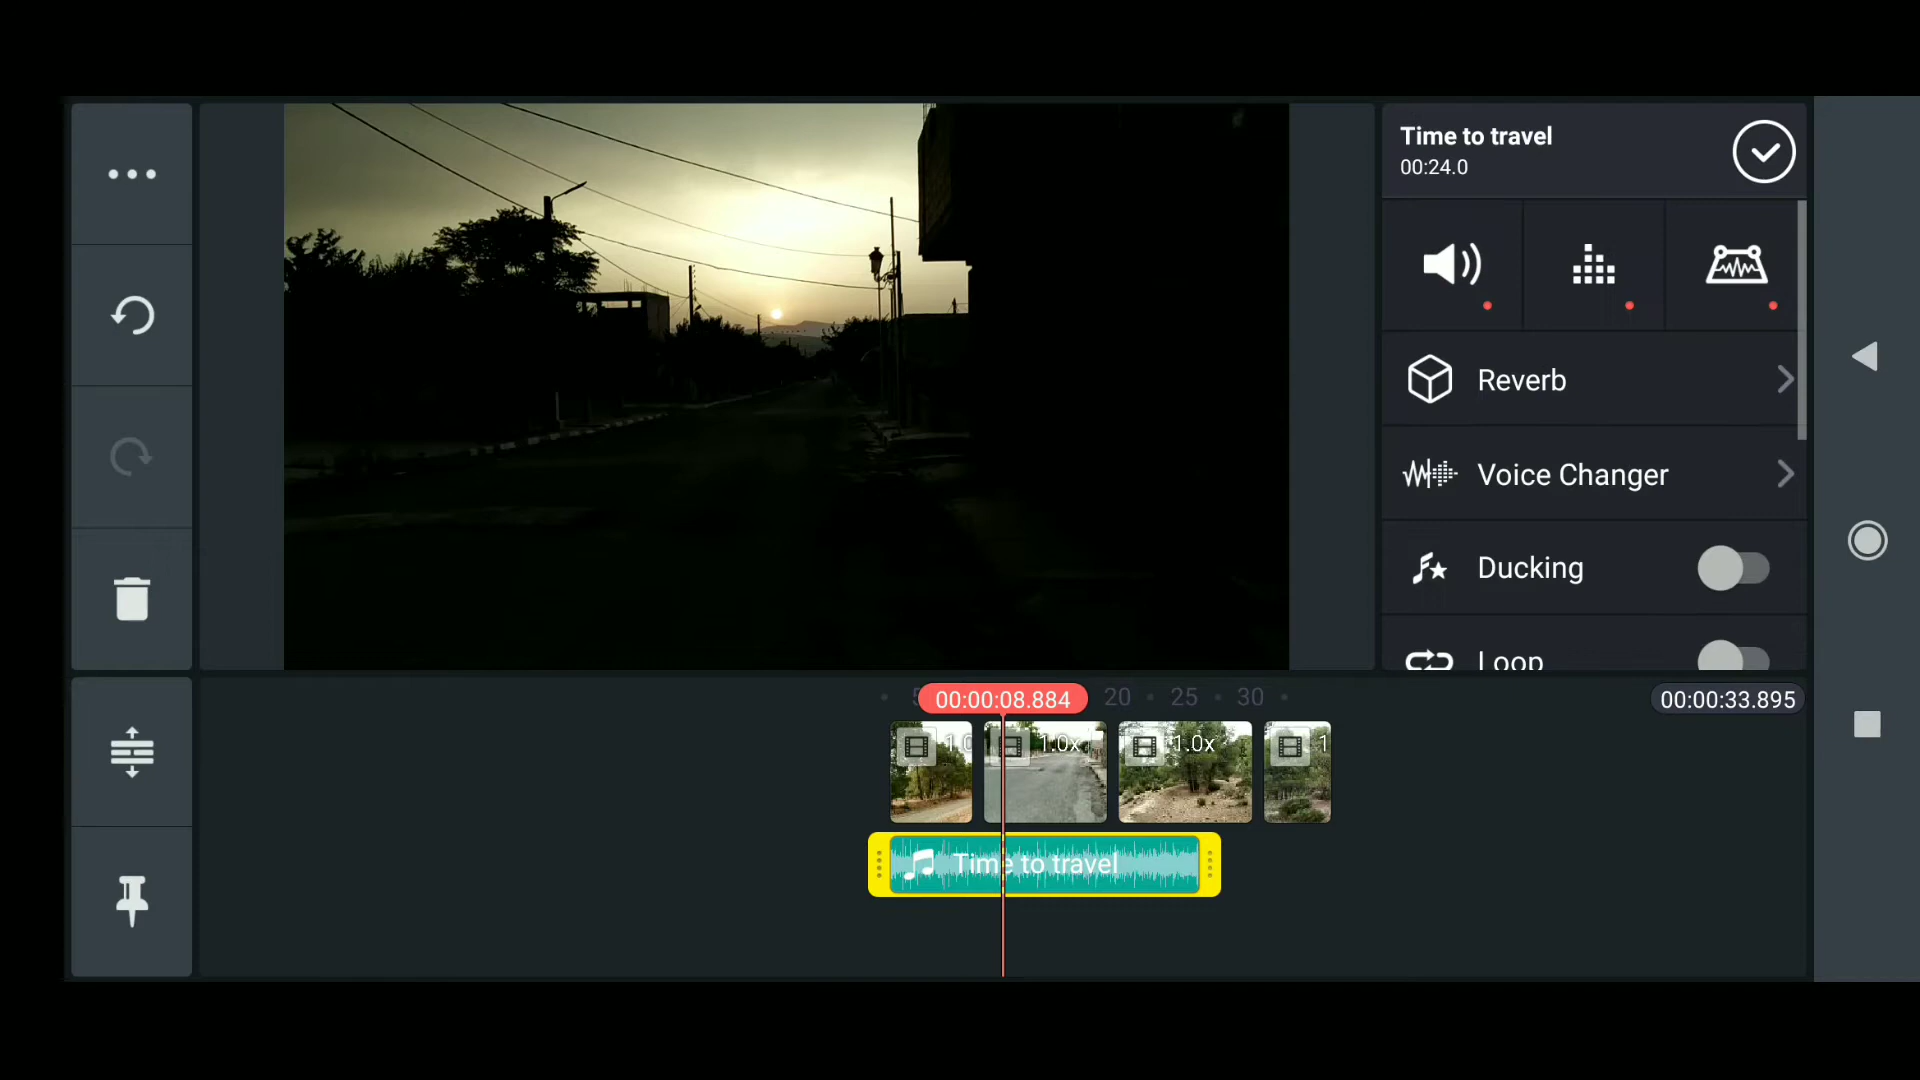 Time to travel
00:24.0
Reverb
Voice Changer
Ducking
Loop
00:00:08.884
20
25
30
00:00:33.895
1.0x
1.0x
1
Time to travel